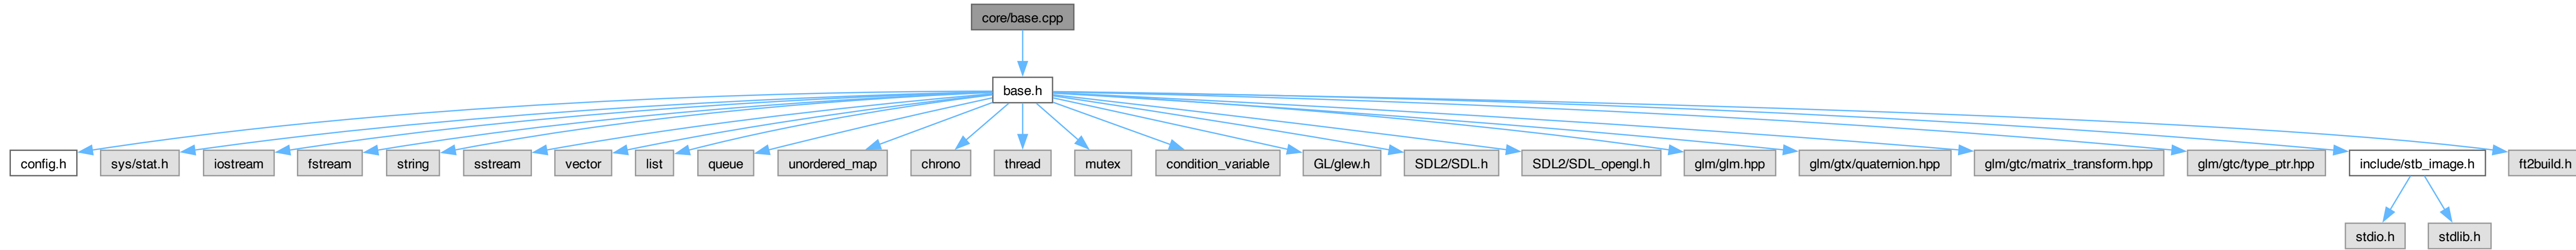 core/base.cpp
base.h
config.h
sys/stat.h
iostream
fstream
string
sstream
vector
list
queue
unordered_map
chrono
thread
mutex
condition_variable
GL/glew.h
SDL2/SDL.h
SDL2/SDL_opengl.h
glm/glm.hpp
glm/gtx/quaternion.hpp
glm/gtc/matrix_transform.hpp
glm/gtc/type_ptr.hpp
include/stb_image.h
ft2build.h
stdio.h
stdlib.h